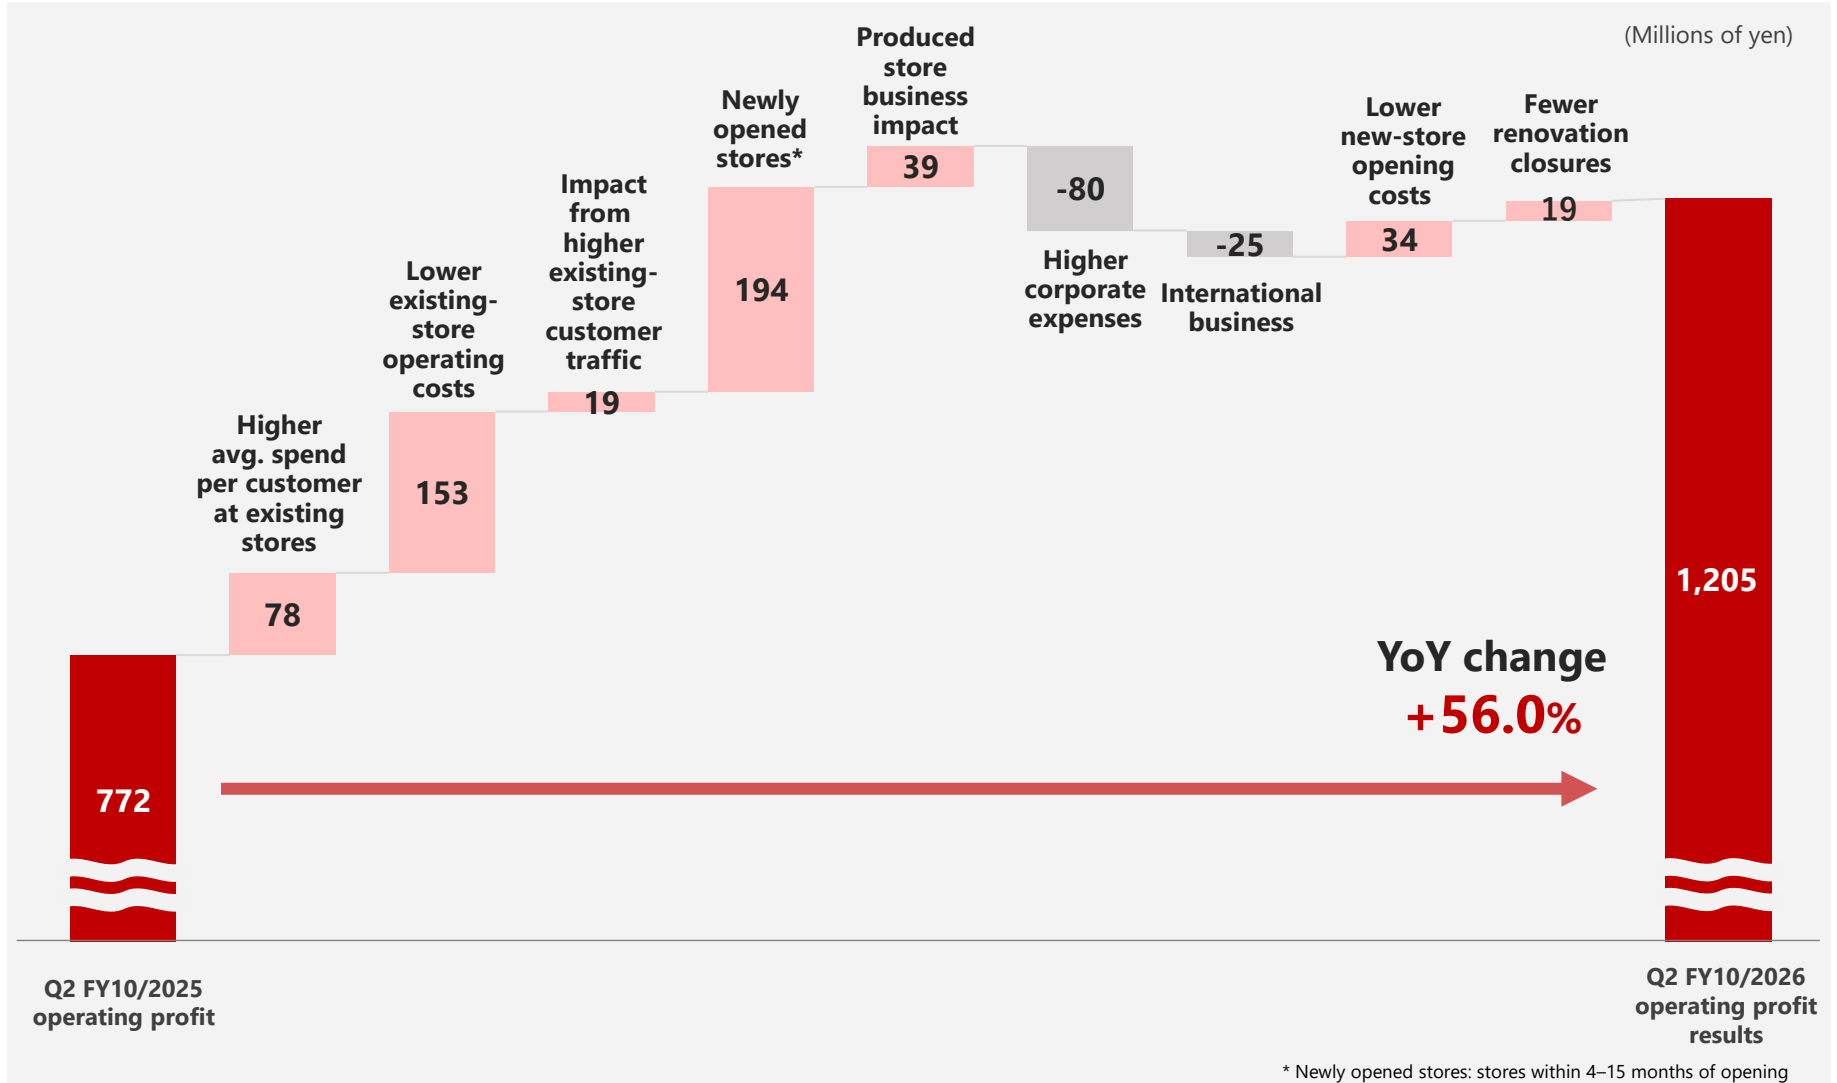 (Millions of yen)
Produced
store
business
impact
39
Newly
opened
stores*
194
Impact
from
higher
existing-
store
customer
traffic
19
Lower
existing-
store
operating
costs
153
Higher
avg. spend
per customer
at existing
stores
78
772
-80
Higher
corporate
expenses
-25
International
business
Lower
new-store
opening
costs
34
Fewer
renovation
closures
19
1,205
YoY change
+56.0%
Q2 FY10/2025
operating profit
Q2 FY10/2026
operating profit
results
* Newly opened stores: stores within 4–15 months of opening